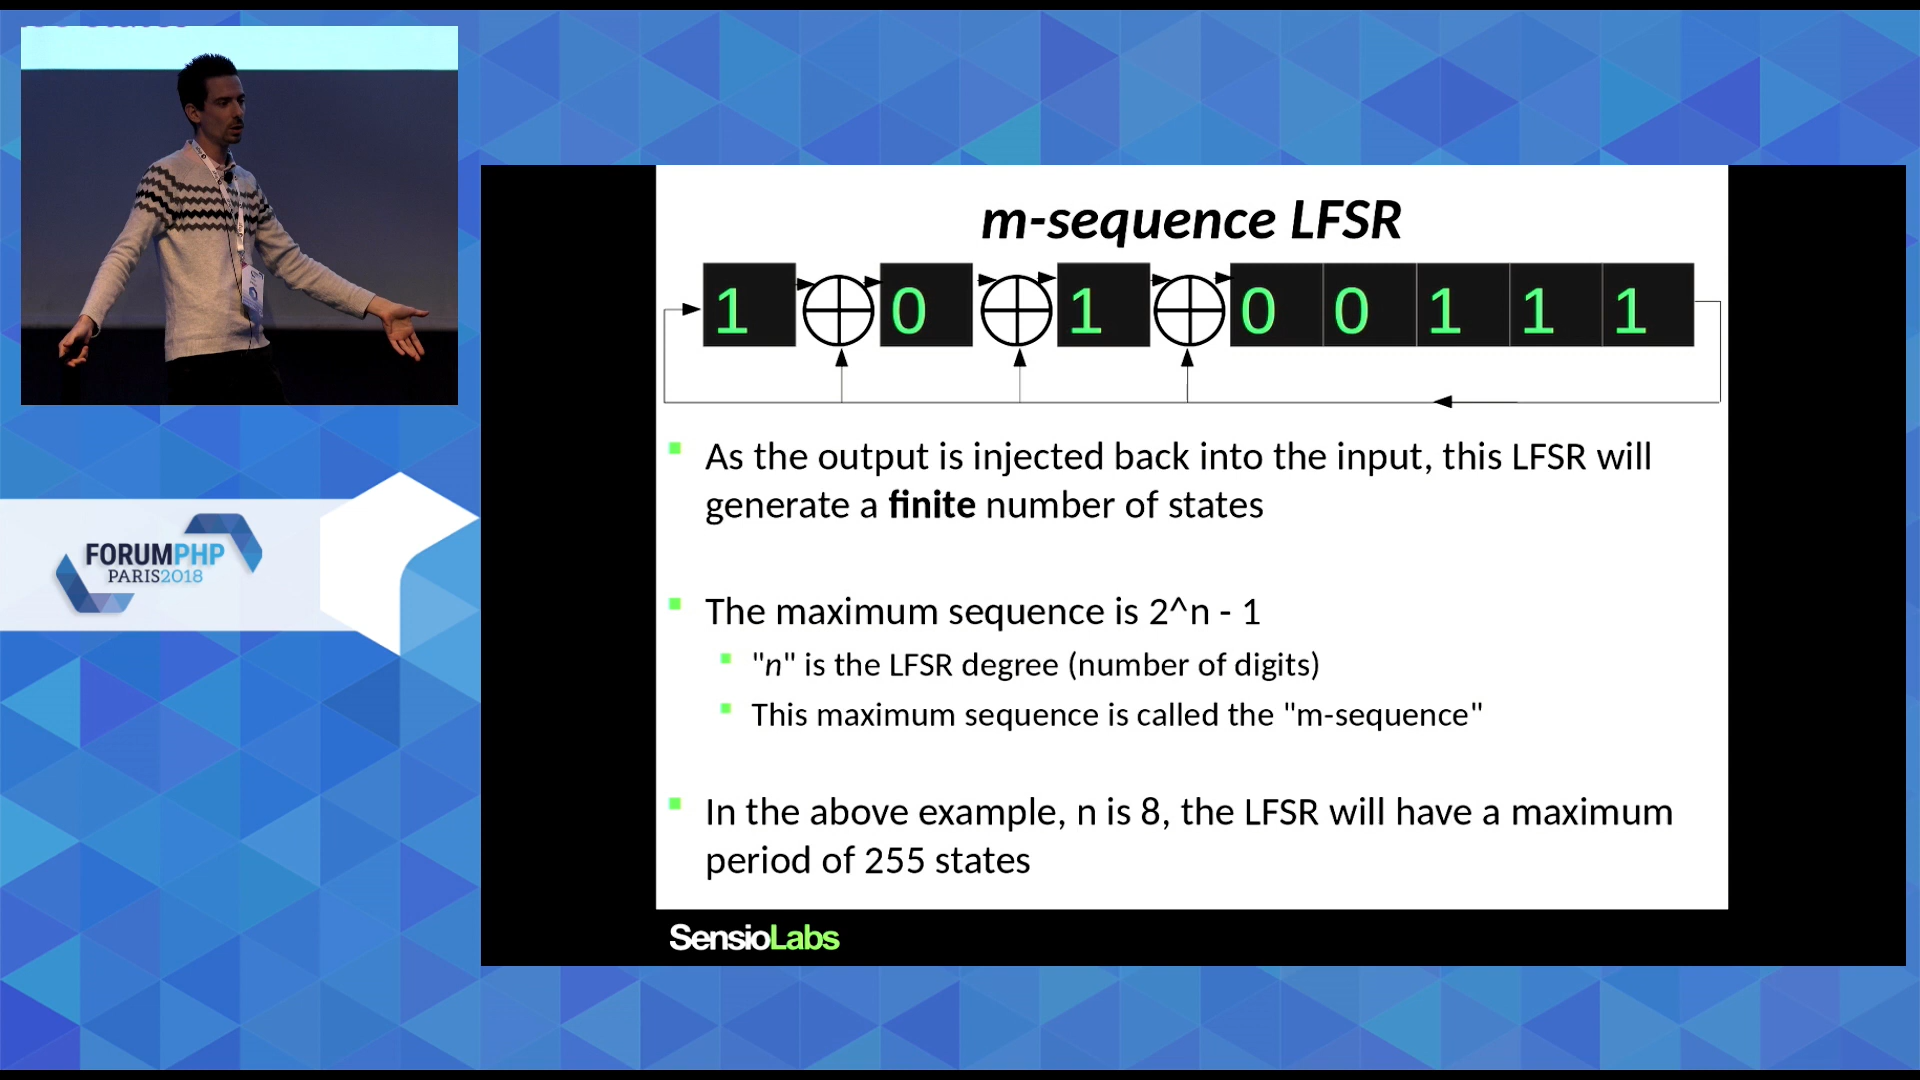 m-sequence LFSR
1 0 1 0 0 1 1 1
As the output is injected back into the input, this LFSR will
generate a finite number of states
The maximum sequence is 2^n - 1
"n" is the LFSR degree (number of digits)
This maximum sequence is called the "m-sequence"
In the above example, n is 8, the LFSR will have a maximum
period of 255 states
SensioLabs
FORUMPHP
PARIS2018